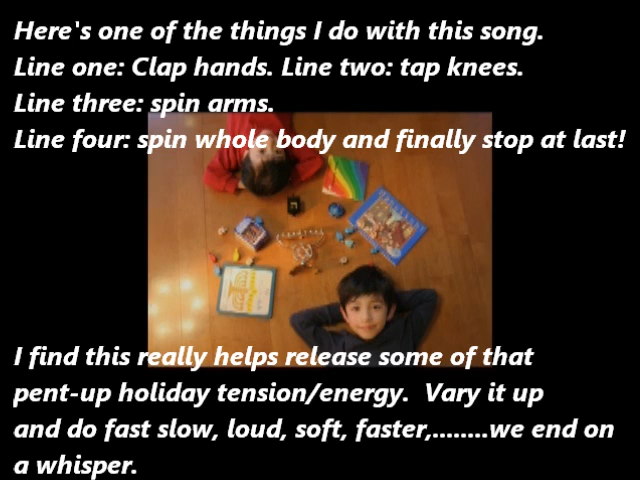 Here's one of the things I do with this song.
Line one: Clap hands. Line two: tap knees.
Line three: spin arms.
Line four: spin whole body and finally stop at last!
I find this really helps release some of that
pent-up holiday tension/energy.  Vary it up
and do fast slow, loud, soft, faster,........we end on
a whisper.